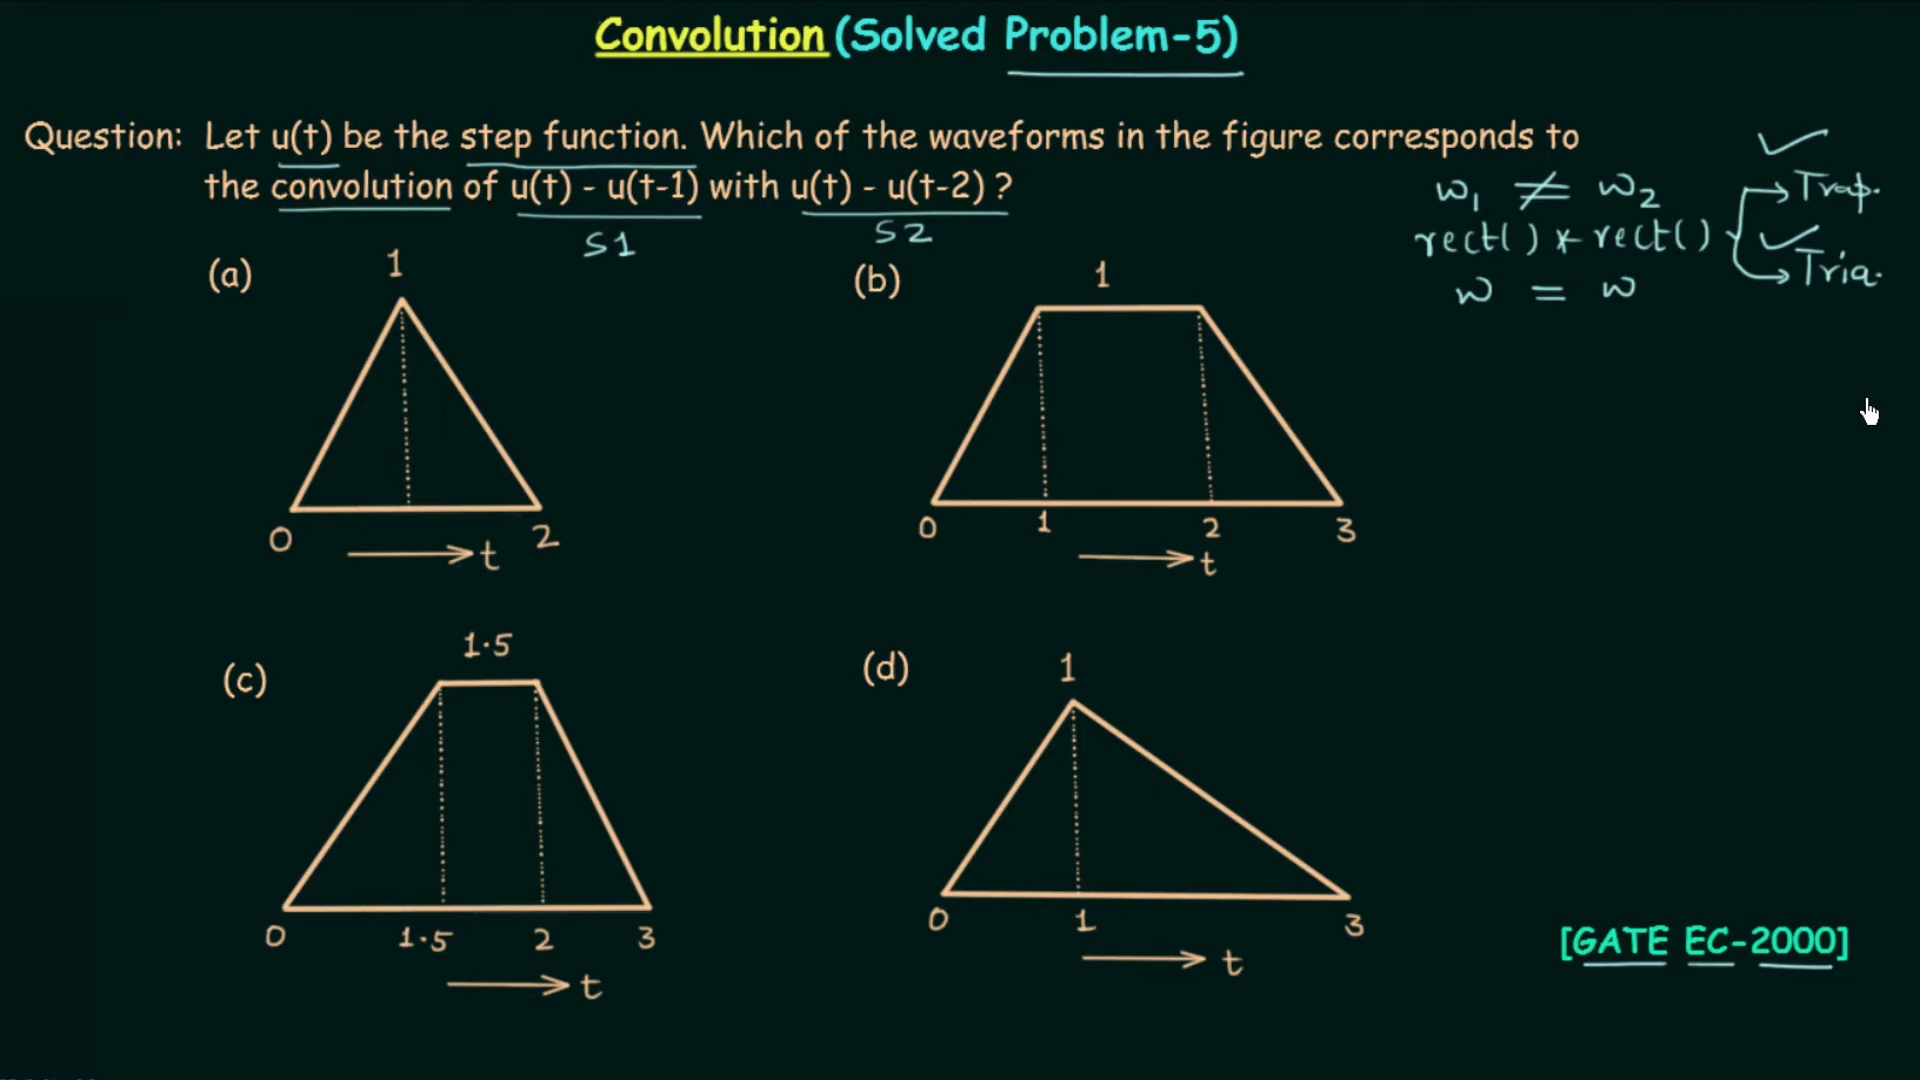 Convolution (Solved Problem-5)
Question: Let u(t) be the step function. Which of the waveforms in the figure corresponds to
the convolution of u(t) - u(t-1) with u(t) - u(t-2) ?
S1
S2
w₁ ≠ w₂
rect( ) * rect( )
w = w
Trap.
Tria.
(a)
1
0
2
t
(b)
1
0 1 2 3
t
(c)
1.5
0 1.5 2 3
t
(d)
1
0 1 3
t
[GATE EC-2000]